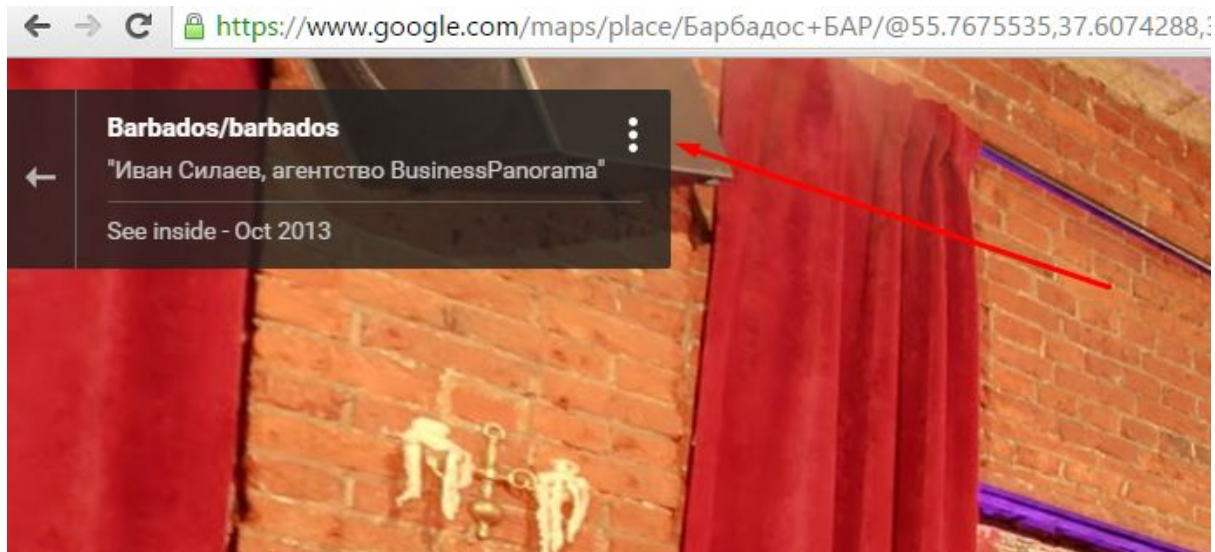 https://www.google.com/maps/place/Барбадос+БАР/@55.7675535,37.6074288,
Barbados/barbados
"Иван Силаев, агентство BusinessPanorama"
See inside - Oct 2013